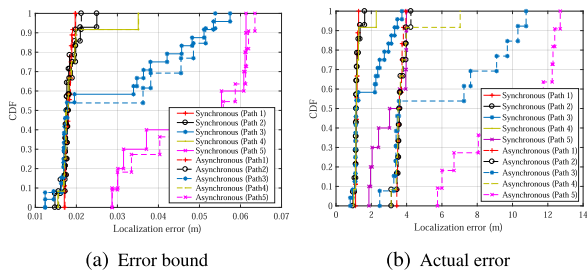 1
0.9
0.8
0.7
0.6
0.5
0.4
0.3
0.2
0.1
0
CDF
Synchronous (Path 1)
Synchronous (Path 2)
Synchronous (Path 3)
Synchronous (Path 4)
Synchronous (Path 5)
Asynchronous (Path1)
Asynchronous (Path2)
Asynchronous (Path3)
Asynchronous (Path4)
Asynchronous (Path5)
0.01 0.02 0.03 0.04 0.05 0.06 0.07
Localization error (m)
(a) Error bound
1
0.9
0.8
0.7
0.6
0.5
0.4
0.3
0.2
0.1
0
CDF
Synchronous (Path 1)
Synchronous (Path 2)
Synchronous (Path 3)
Synchronous (Path 4)
Synchronous (Path 5)
Asynchronous (Path 1)
Asynchronous (Path 2)
Asynchronous (Path 3)
Asynchronous (Path 4)
Asynchronous (Path 5)
0 2 4 6 8 10 12 14
Localization error (m)
(b) Actual error